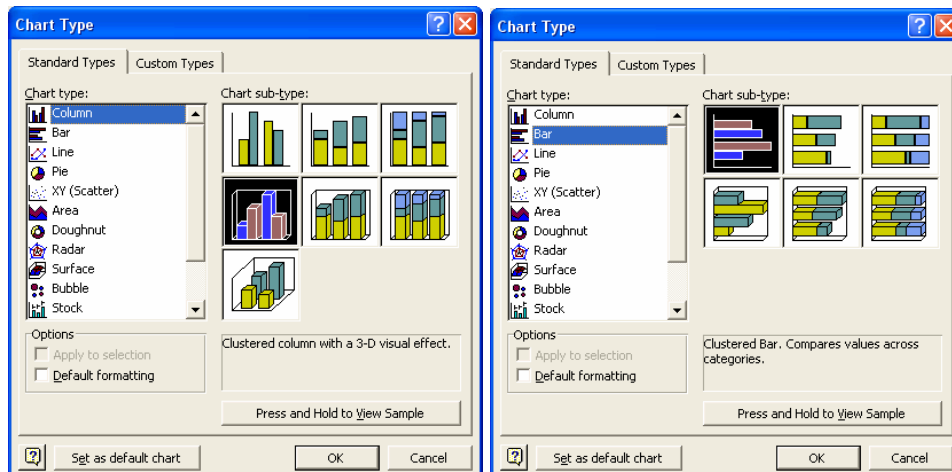 Chart Type
Standard Types
Custom Types
Chart type:
Column
Bar
Line
Pie
XY (Scatter)
Area
Doughnut
Radar
Surface
Bubble
Stock
Chart sub-type:
Options
Apply to selection
Default formatting
Clustered column with a 3-D visual effect.
Press and Hold to View Sample
Set as default chart
OK
Cancel
Chart Type
Standard Types
Custom Types
Chart type:
Column
Bar
Line
Pie
XY (Scatter)
Area
Doughnut
Radar
Surface
Bubble
Stock
Chart sub-type:
Options
Apply to selection
Default formatting
Clustered Bar. Compares values across
categories.
Press and Hold to View Sample
Set as default chart
OK
Cancel